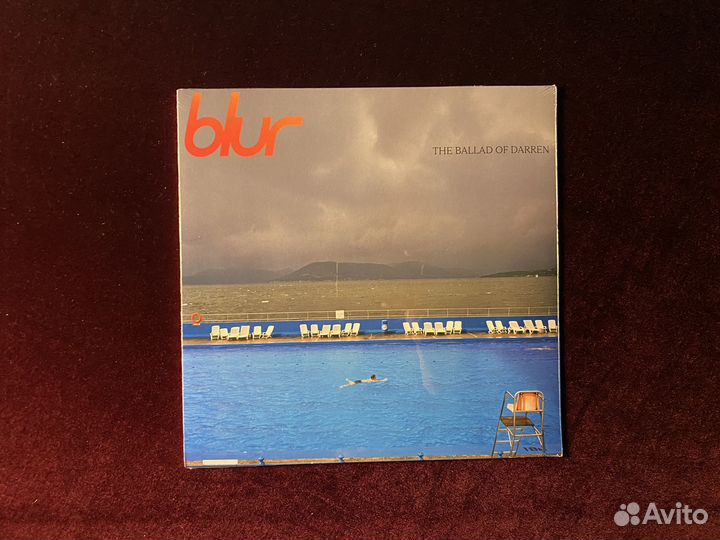 blur
THE BALLAD OF DARREN
Avito